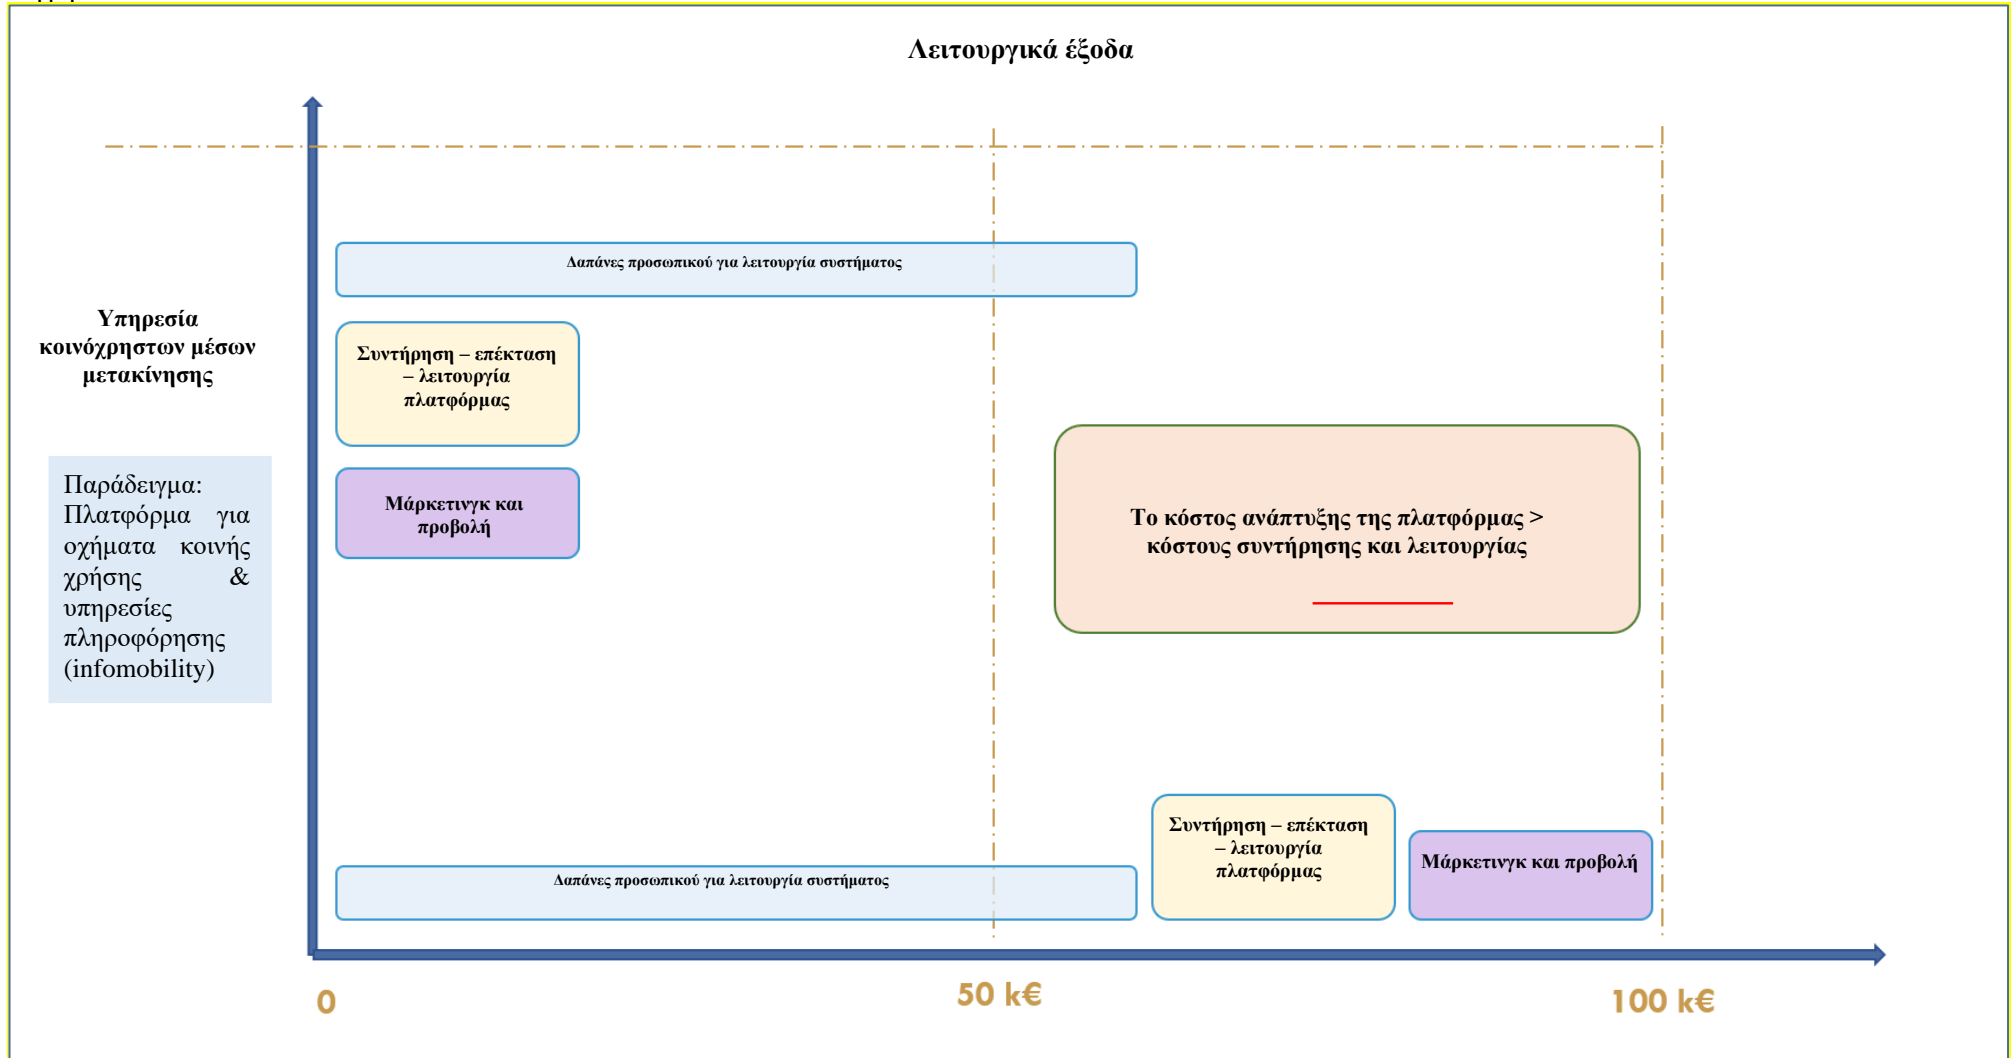 Λειτουργικά έξοδα
Δαπάνες προσωπικού για λειτουργία συστήματος
Υπηρεσία
κοινόχρηστων μέσων
μετακίνησης
Συντήρηση – επέκταση
– λειτουργία
πλατφόρμας
Μάρκετινγκ και
προβολή
Παράδειγμα:
Πλατφόρμα για
οχήματα κοινής
χρήσης &
υπηρεσίες
πληροφόρησης
(infomobility)
Το κόστος ανάπτυξης της πλατφόρμας >
κόστους συντήρησης και λειτουργίας
Δαπάνες προσωπικού για λειτουργία συστήματος
Συντήρηση – επέκταση
– λειτουργία
πλατφόρμας
Μάρκετινγκ και προβολή
0
50 k€
100 k€